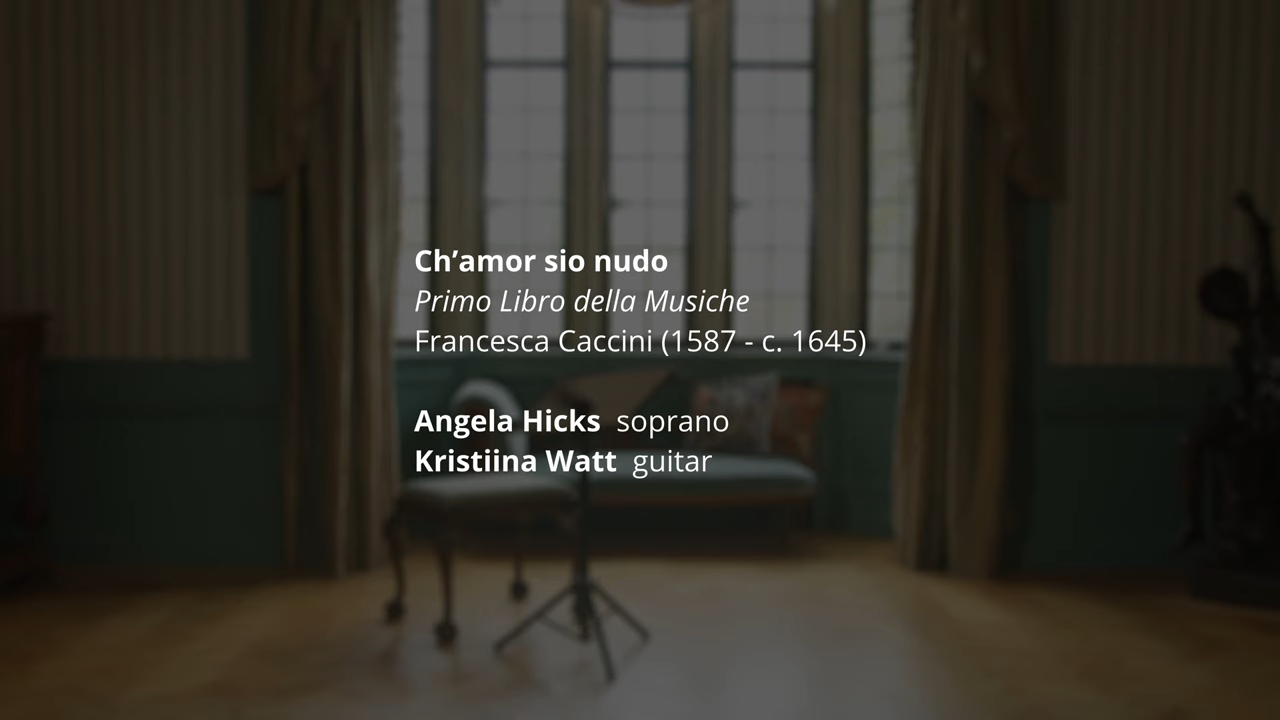 Ch’amor sio nudo
Primo Libro della Musiche
Francesca Caccini (1587 - c. 1645)
Angela Hicks soprano
Kristiina Watt guitar